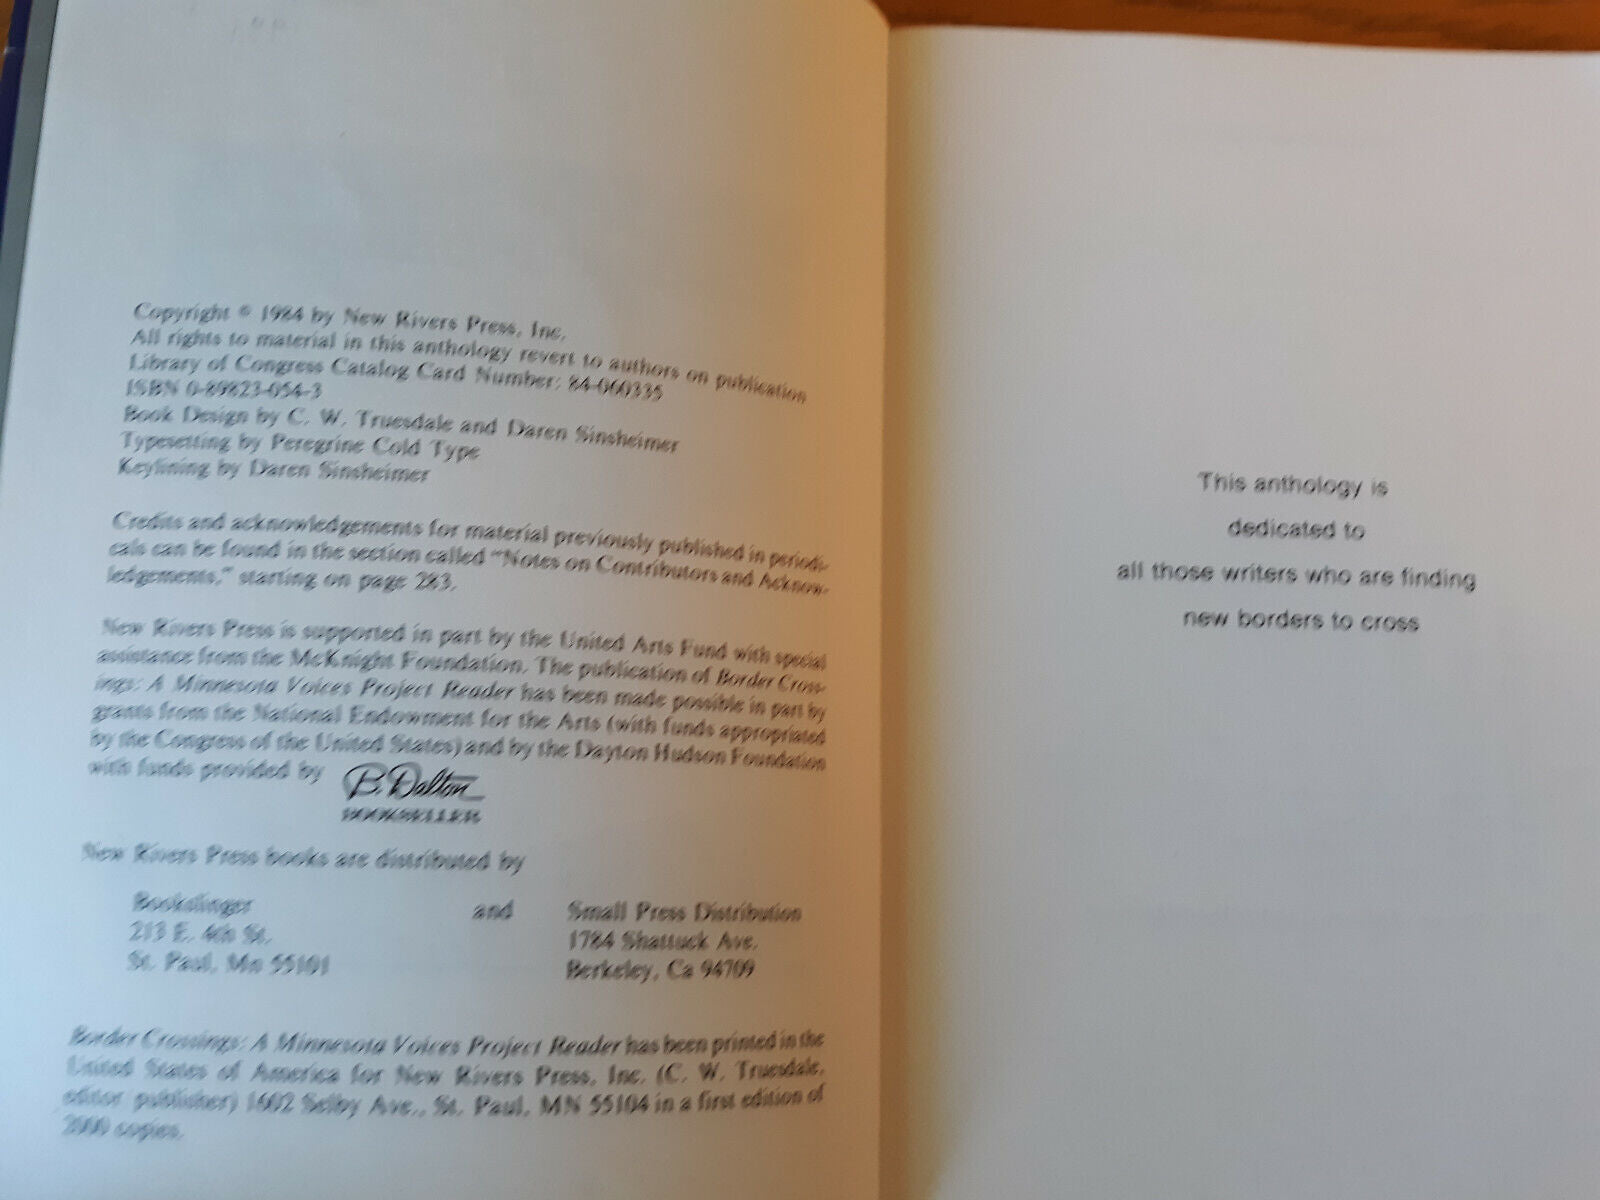 Copyright © 1984 by New Rivers Press, Inc.
All rights to material in this anthology revert to authors on publication
Library of Congress Catalog Card Number: 84-060335
ISBN 0-89823-054-3
Book Design by C. W. Truesdale and Daren Sinsheimer
Typesetting by Peregrine Cold Type
Keylining by Daren Sinsheimer
Credits and acknowledgements for material previously published in periodi-
cals can be found in the section called "Notes on Contributors and Acknow-
ledgements," starting on page 283.
New Rivers Press is supported in part by the United Arts Fund with special
assistance from the McKnight Foundation. The publication of Border Cross-
ings: A Minnesota Voices Project Reader has been made possible in part by
grants from the National Endowment for the Arts (with funds appropriated
by the Congress of the United States) and by the Dayton Hudson Foundation
with funds provided by B. Dalton
BOOKSELLER
New Rivers Press books are distributed by
Bookslinger and Small Press Distribution
213 E. 4th St. 1784 Shattuck Ave.
St. Paul, Mn 55101 Berkeley, Ca 94709
Border Crossings: A Minnesota Voices Project Reader has been printed in the
United States of America for New Rivers Press, Inc. (C. W. Truesdale,
editor/publisher) 1602 Selby Ave., St. Paul, MN 55104 in a first edition of
2000 copies.
This anthology is
dedicated to
all those writers who are finding
new borders to cross